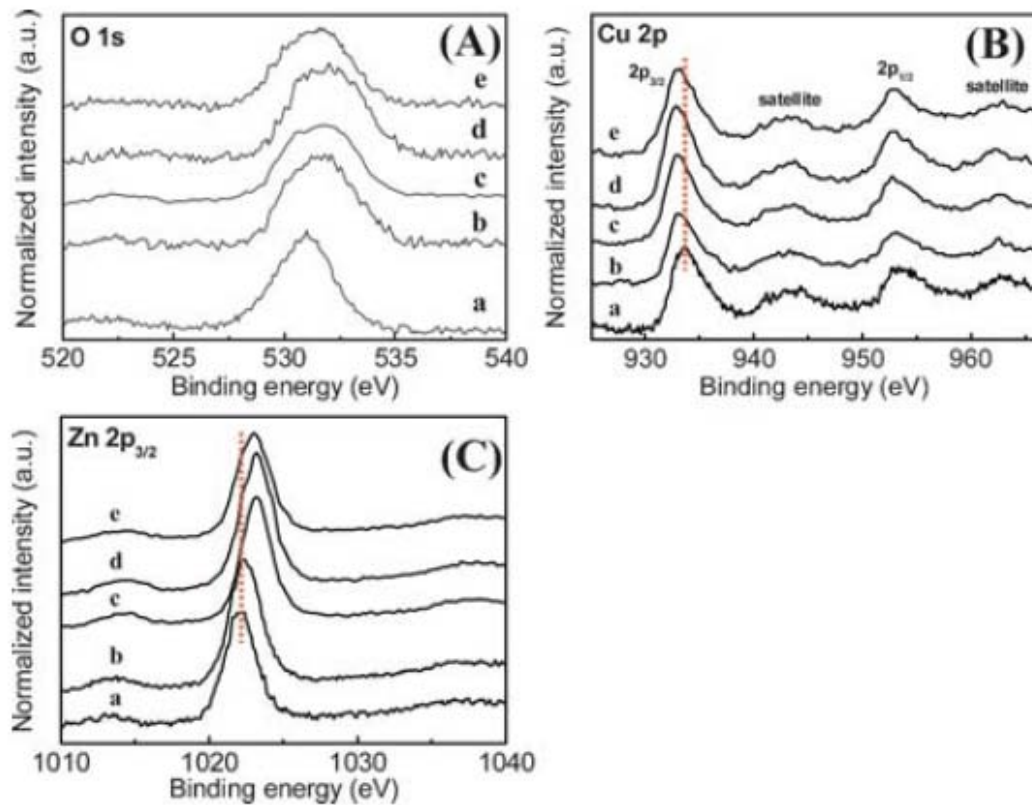 O 1s
(A)
e
d
c
b
a
Normalized intensity (a.u.)
520 525 530 535 540
Binding energy (eV)
Cu 2p
(B)
2p3/2
satellite
2p1/2
satellite
e
d
c
b
a
Normalized intensity (a.u.)
930 940 950 960
Binding energy (eV)
Zn 2p3/2
(C)
e
d
c
b
a
Normalized intensity (a.u.)
1010 1020 1030 1040
Binding energy (eV)